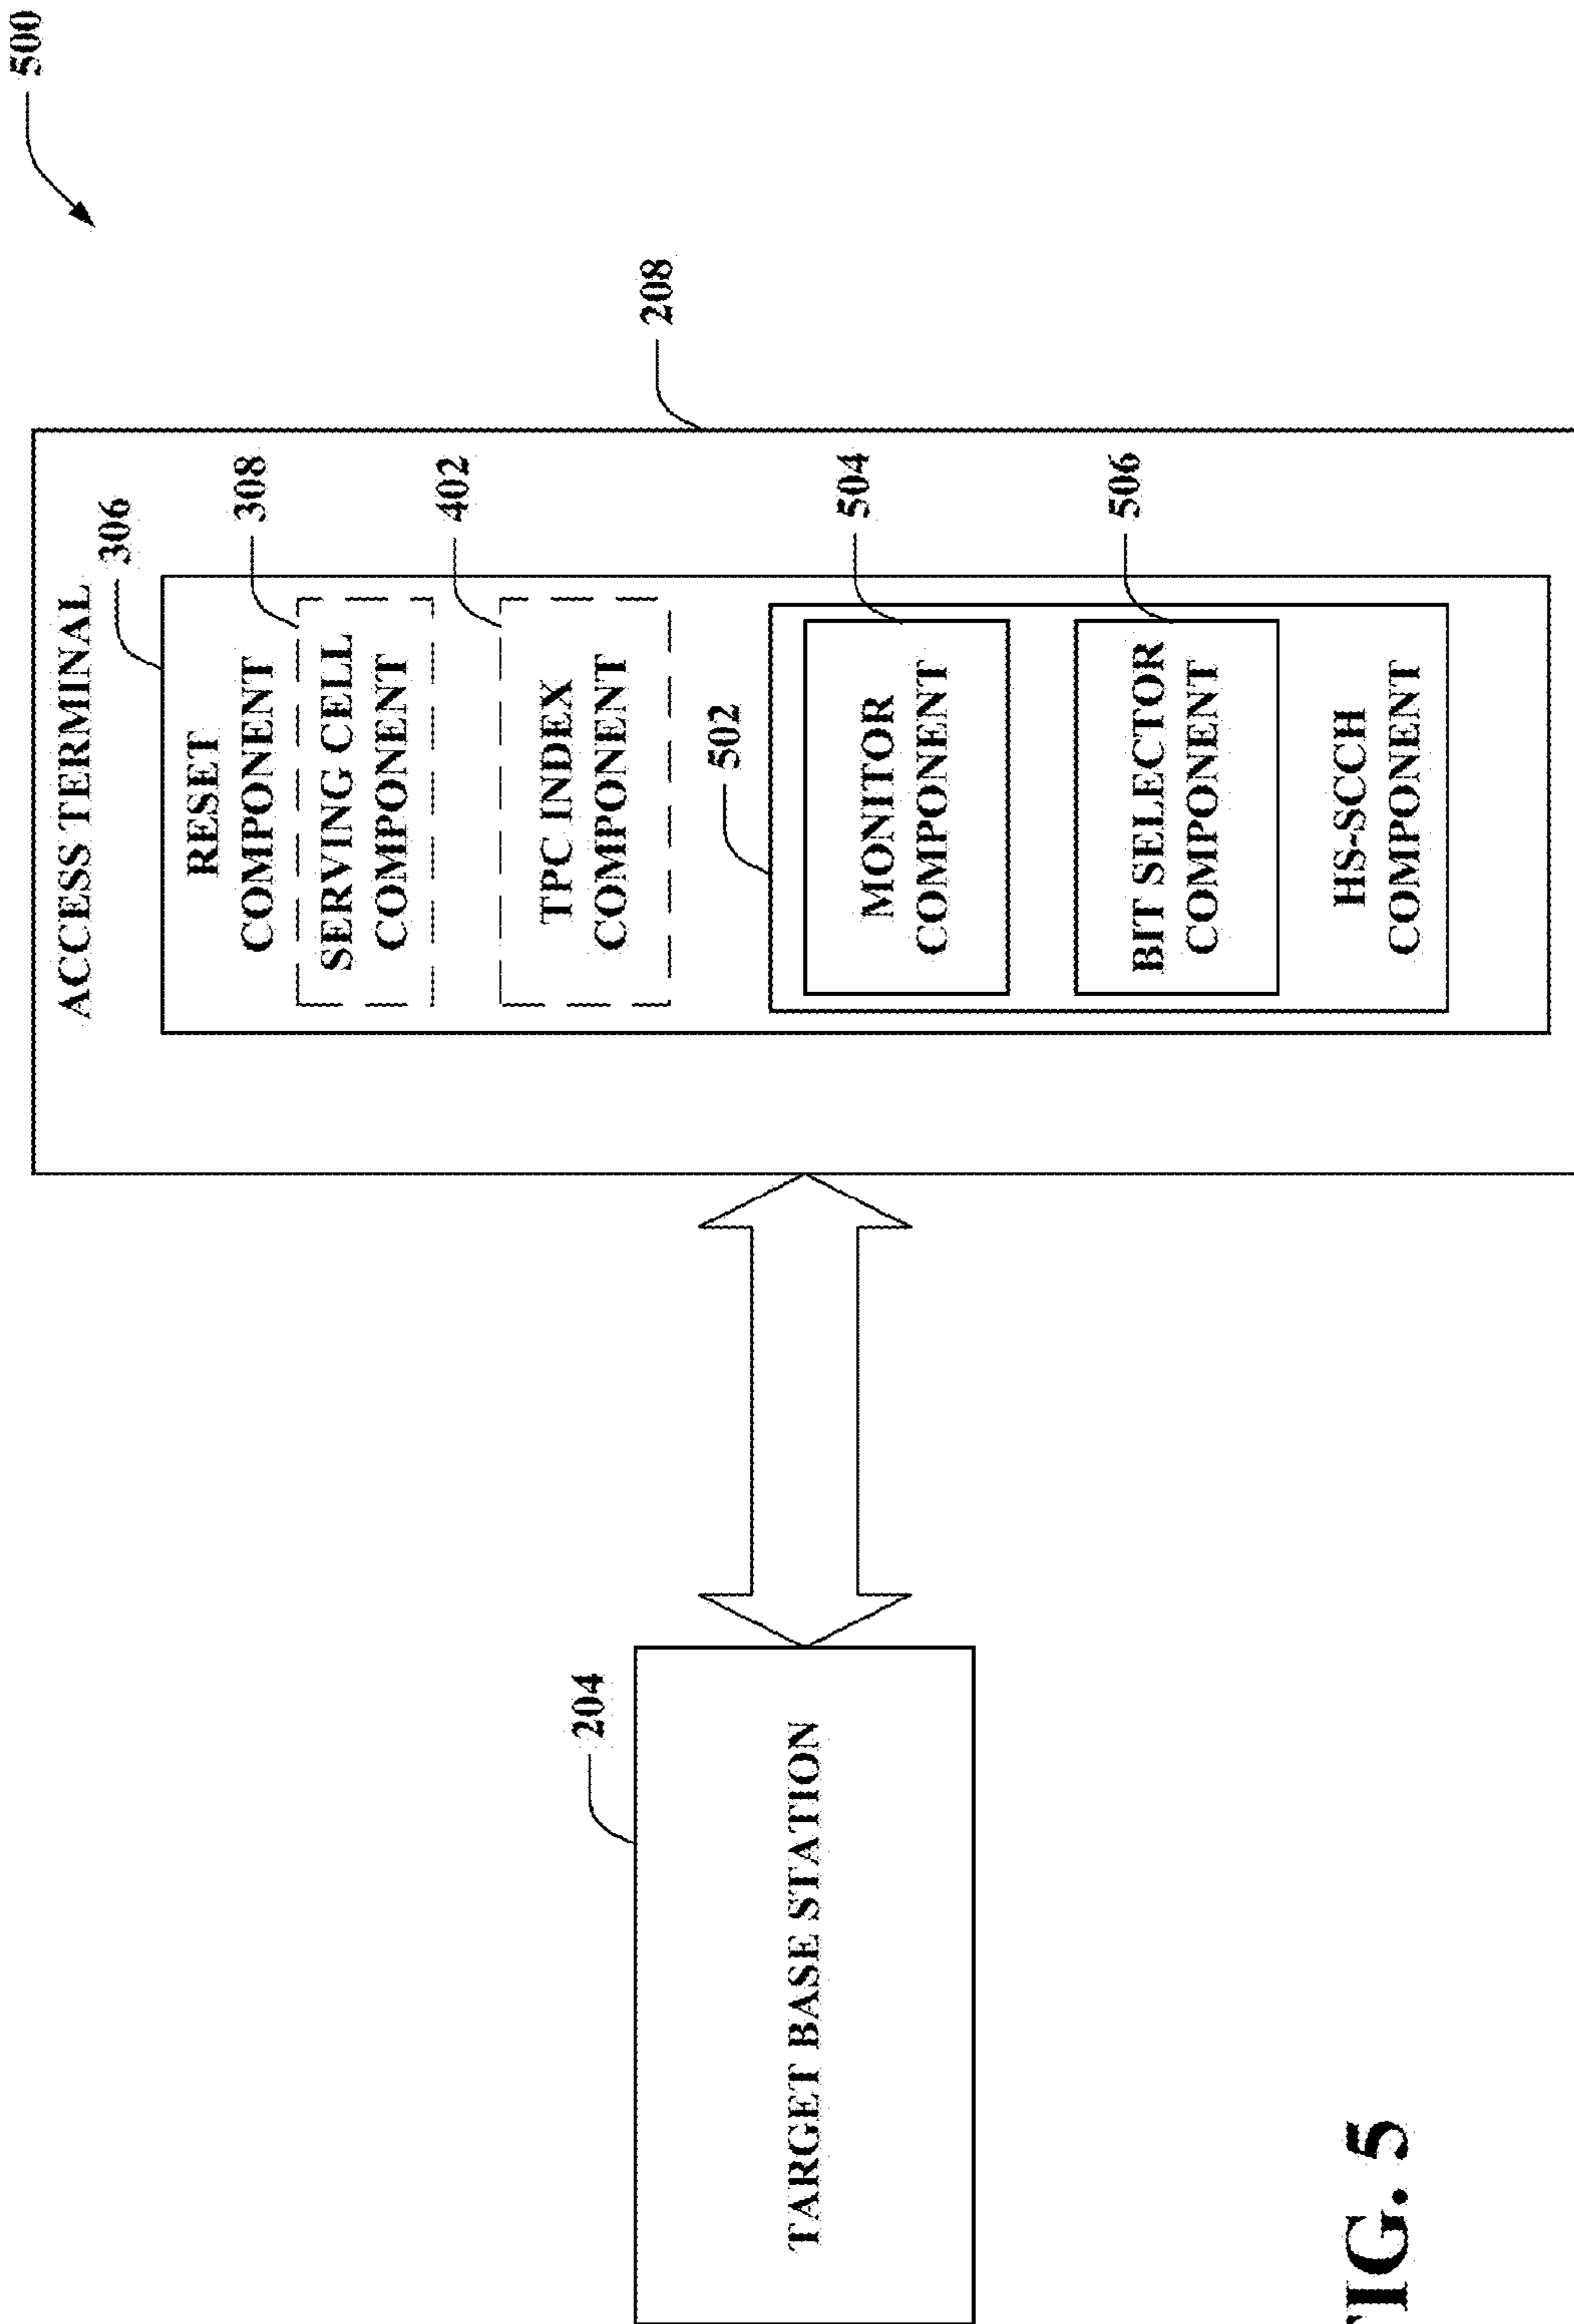 500
208
ACCESS TERMINAL
306
RESET
COMPONENT
308
SERVING CELL
COMPONENT
402
TPC INDEX
COMPONENT
502
504
MONITOR
COMPONENT
506
BIT SELECTOR
COMPONENT
HS-SCCH
COMPONENT
204
TARGET BASE STATION
FIG. 5